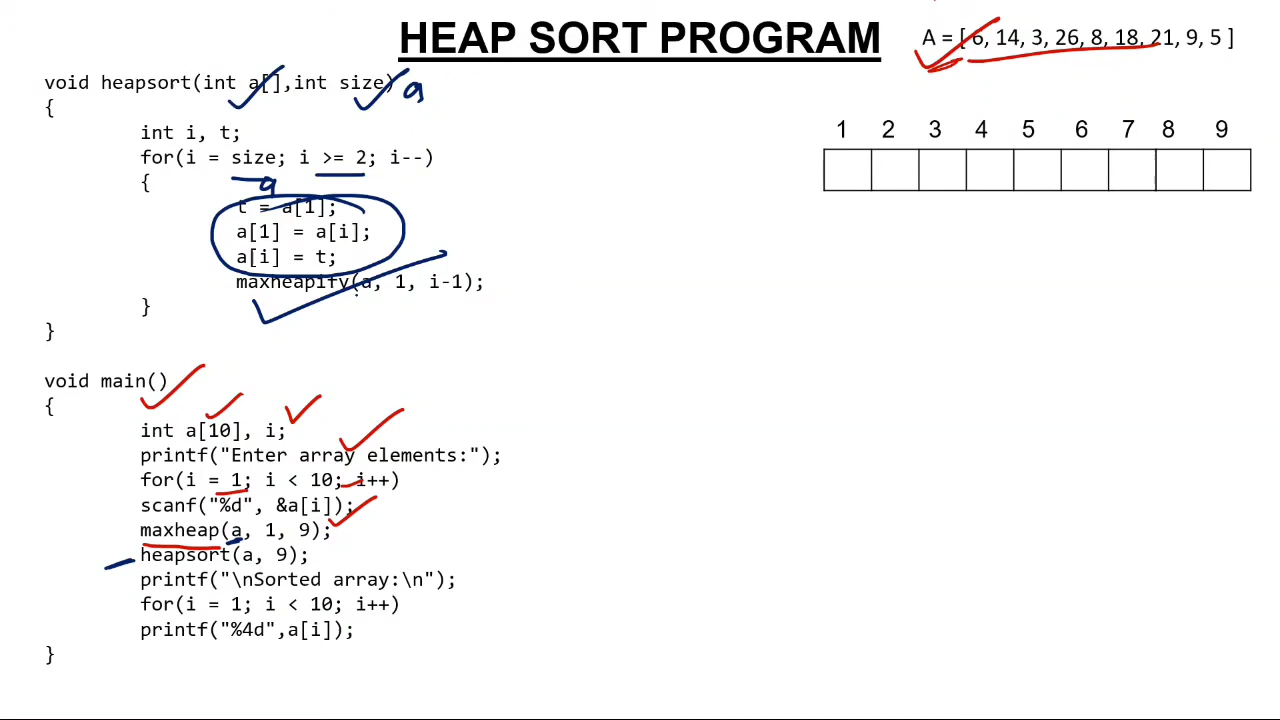 HEAP SORT PROGRAM
A = [ 6, 14, 3, 26, 8, 18, 21, 9, 5 ]
void heapsort(int a[],int size) 9
{
int i, t;
for(i = size; i >= 2; i--)
9
{
t = a[1];
a[1] = a[i];
a[i] = t;
maxheapify(a, 1, i-1);
}
}
1 2 3 4 5 6 7 8 9
void main()
{
int a[10], i;
printf("Enter array elements:");
for(i = 1; i < 10; i++)
scanf("%d", &a[i]);
maxheap(a, 1, 9);
heapsort(a, 9);
printf("\nSorted array:\n");
for(i = 1; i < 10; i++)
printf("%4d",a[i]);
}